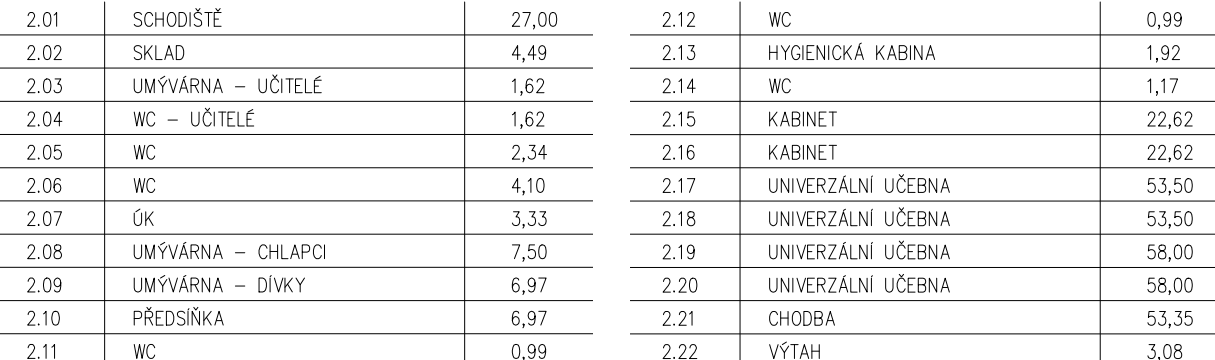 2.01 SCHODIŠTĚ 27,00
2.02 SKLAD 4,49
2.03 UMÝVÁRNA – UČITELÉ 1,62
2.04 WC – UČITELÉ 1,62
2.05 WC 2,34
2.06 WC 4,10
2.07 ÚK 3,33
2.08 UMÝVÁRNA – CHLAPCI 7,50
2.09 UMÝVÁRNA – DÍVKY 6,97
2.10 PŘEDSÍŇKA 6,97
2.11 WC 0,99
2.12 WC 0,99
2.13 HYGIENICKÁ KABINA 1,92
2.14 WC 1,17
2.15 KABINET 22,62
2.16 KABINET 22,62
2.17 UNIVERZÁLNÍ UČEBNA 53,50
2.18 UNIVERZÁLNÍ UČEBNA 53,50
2.19 UNIVERZÁLNÍ UČEBNA 58,00
2.20 UNIVERZÁLNÍ UČEBNA 58,00
2.21 CHODBA 53,35
2.22 VÝTAH 3,08